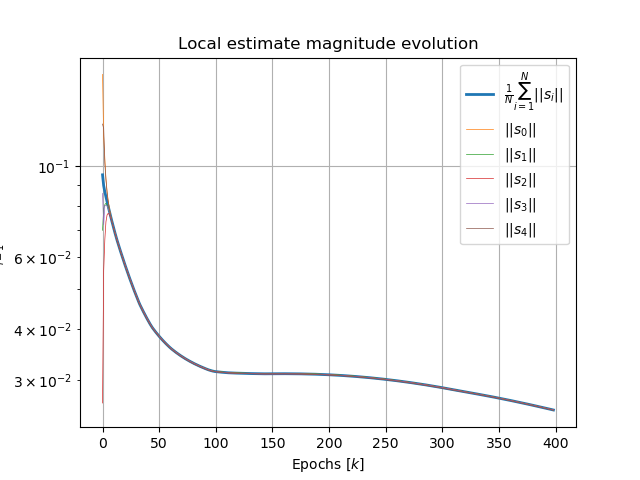 Local estimate magnitude evolution
$\frac{1}{N}\sum_{i=1}^{N}||s_i||$
$||s_0||$
$||s_1||$
$||s_2||$
$||s_3||$
$||s_4||$
$10^{-1}$
$6 \times 10^{-2}$
$4 \times 10^{-2}$
$3 \times 10^{-2}$
0 50 100 150 200 250 300 350 400
Epochs [$k$]